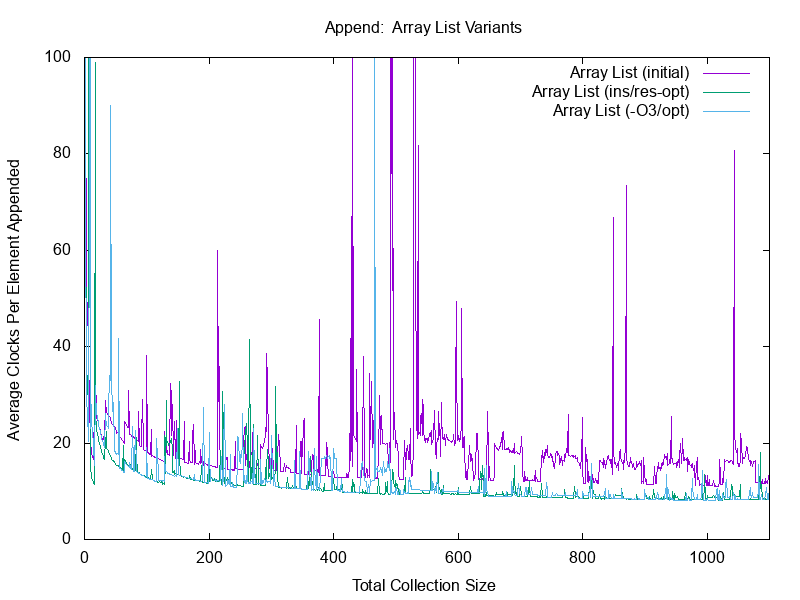 Append:  Array List Variants
Array List (initial)
Array List (ins/res-opt)
Array List (-O3/opt)
Average Clocks Per Element Appended
100
80
60
40
20
0
0 200 400 600 800 1000
Total Collection Size